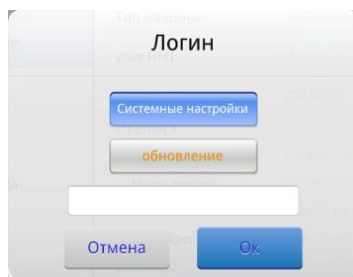 Логин
Системные настройки
обновление
Отмена
Ок